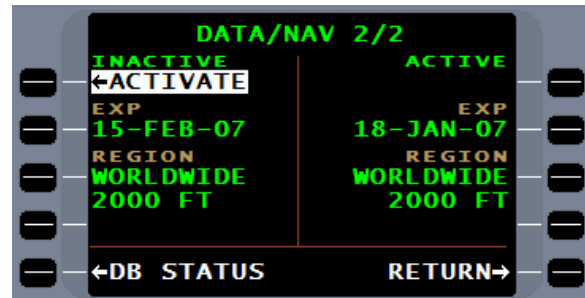 DATA/NAV 2/2
INACTIVE ACTIVE
←ACTIVATE
EXP EXP
15-FEB-07 18-JAN-07
REGION REGION
WORLDWIDE WORLDWIDE
2000 FT 2000 FT
←DB STATUS RETURN→